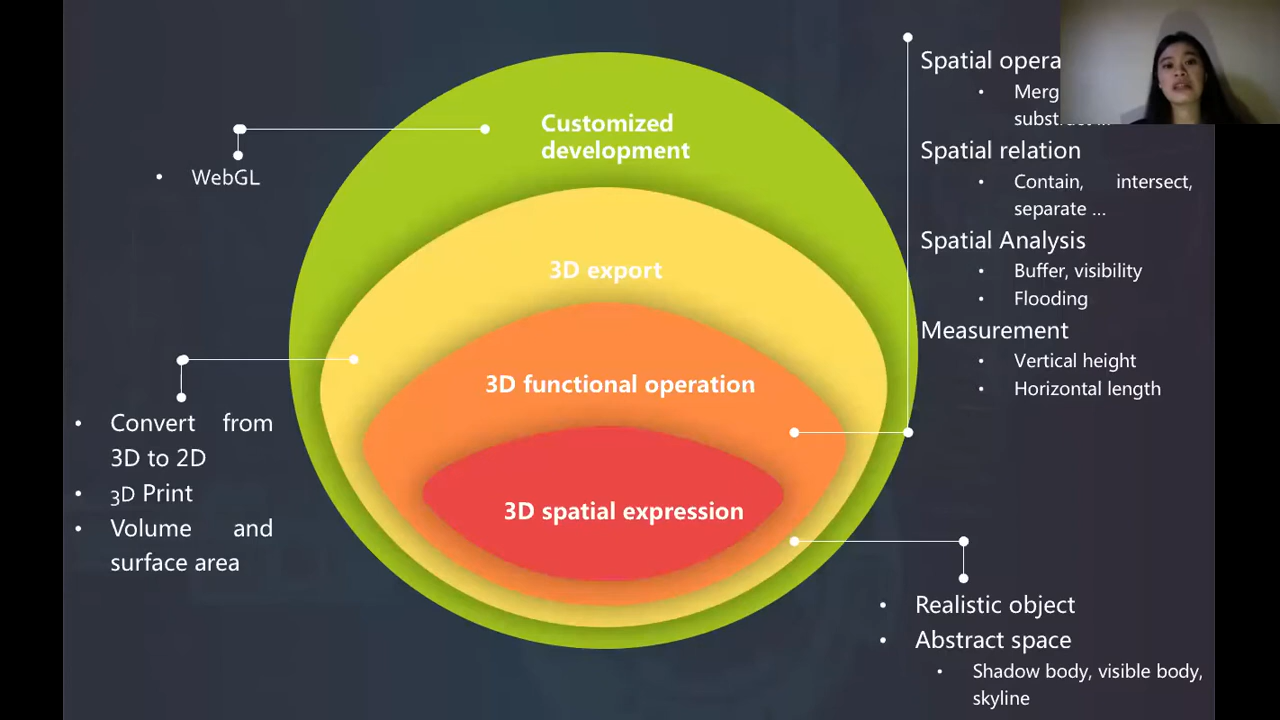 Customized
development
• WebGL
3D export
3D functional operation
3D spatial expression
• Convert from
3D to 2D
• 3D Print
• Volume and
surface area
Spatial opera
• Merg
Spatial relation
• Contain, intersect,
separate ...
Spatial Analysis
• Buffer, visibility
• Flooding
Measurement
• Vertical height
• Horizontal length
• Realistic object
• Abstract space
• Shadow body, visible body,
skyline